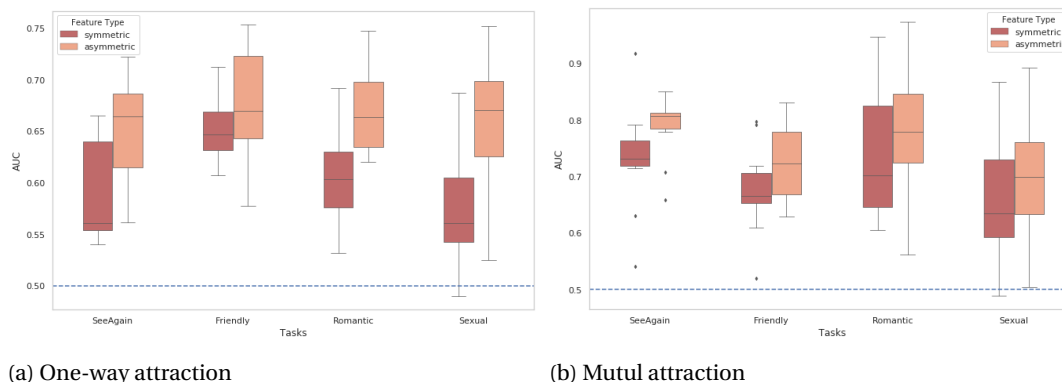 Feature Type
symmetric
asymmetric
0.75
0.70
0.65
0.60
0.55
0.50
AUC
SeeAgain Friendly Romantic Sexual
Tasks
(a) One-way attraction
Feature Type
symmetric
asymmetric
0.9
0.8
0.7
0.6
0.5
AUC
SeeAgain Friendly Romantic Sexual
Tasks
(b) Mutul attraction